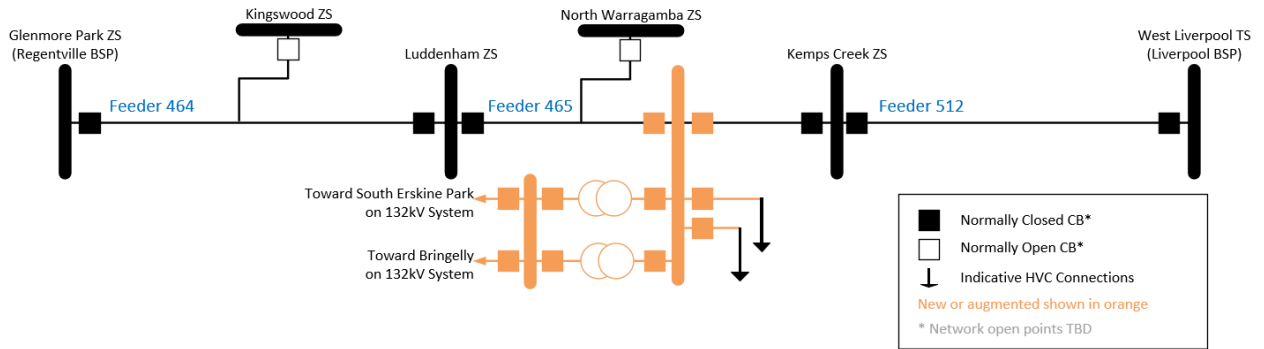 Kingswood ZS
North Warragamba ZS
Glenmore Park ZS
(Regentville BSP)
Luddenham ZS
Kemps Creek ZS
West Liverpool TS
(Liverpool BSP)
Feeder 464
Feeder 465
Feeder 512
Toward South Erskine Park
on 132kV System
Toward Bringelly
on 132kV System
Normally Closed CB*
Normally Open CB*
Indicative HVC Connections
New or augmented shown in orange
* Network open points TBD